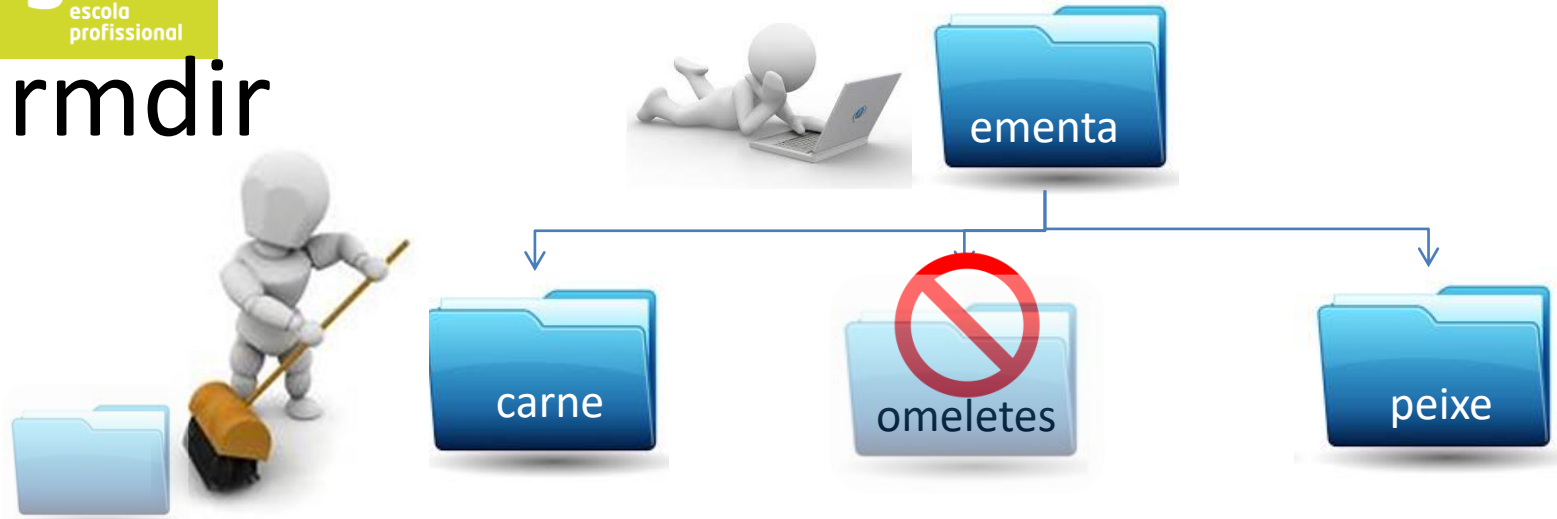 escola
profissional
rmdir
ementa
carne
omeletes
peixe